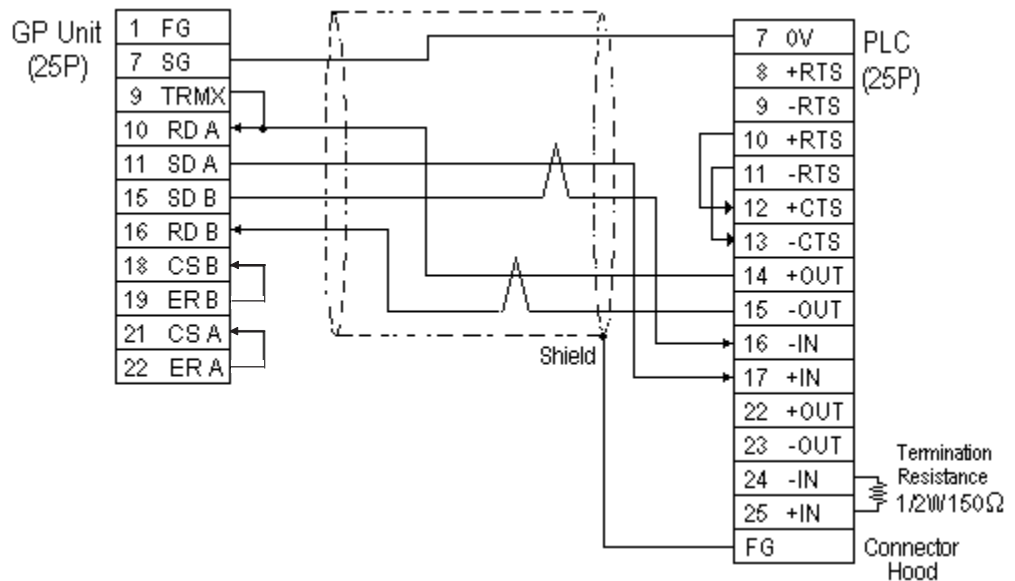 GP Unit
(25P)
1 FG
7 SG
9 TRMX
10 RD A
11 SD A
15 SD B
16 RD B
18 CS B
19 ER B
21 CS A
22 ER A
Shield
PLC
(25P)
7 0V
8 +RTS
9 -RTS
10 +RTS
11 -RTS
12 +CTS
13 -CTS
14 +OUT
15 -OUT
16 -IN
17 +IN
22 +OUT
23 -OUT
24 -IN
25 +IN
FG
Termination
Resistance
1/2W150Ω
Connector
Hood